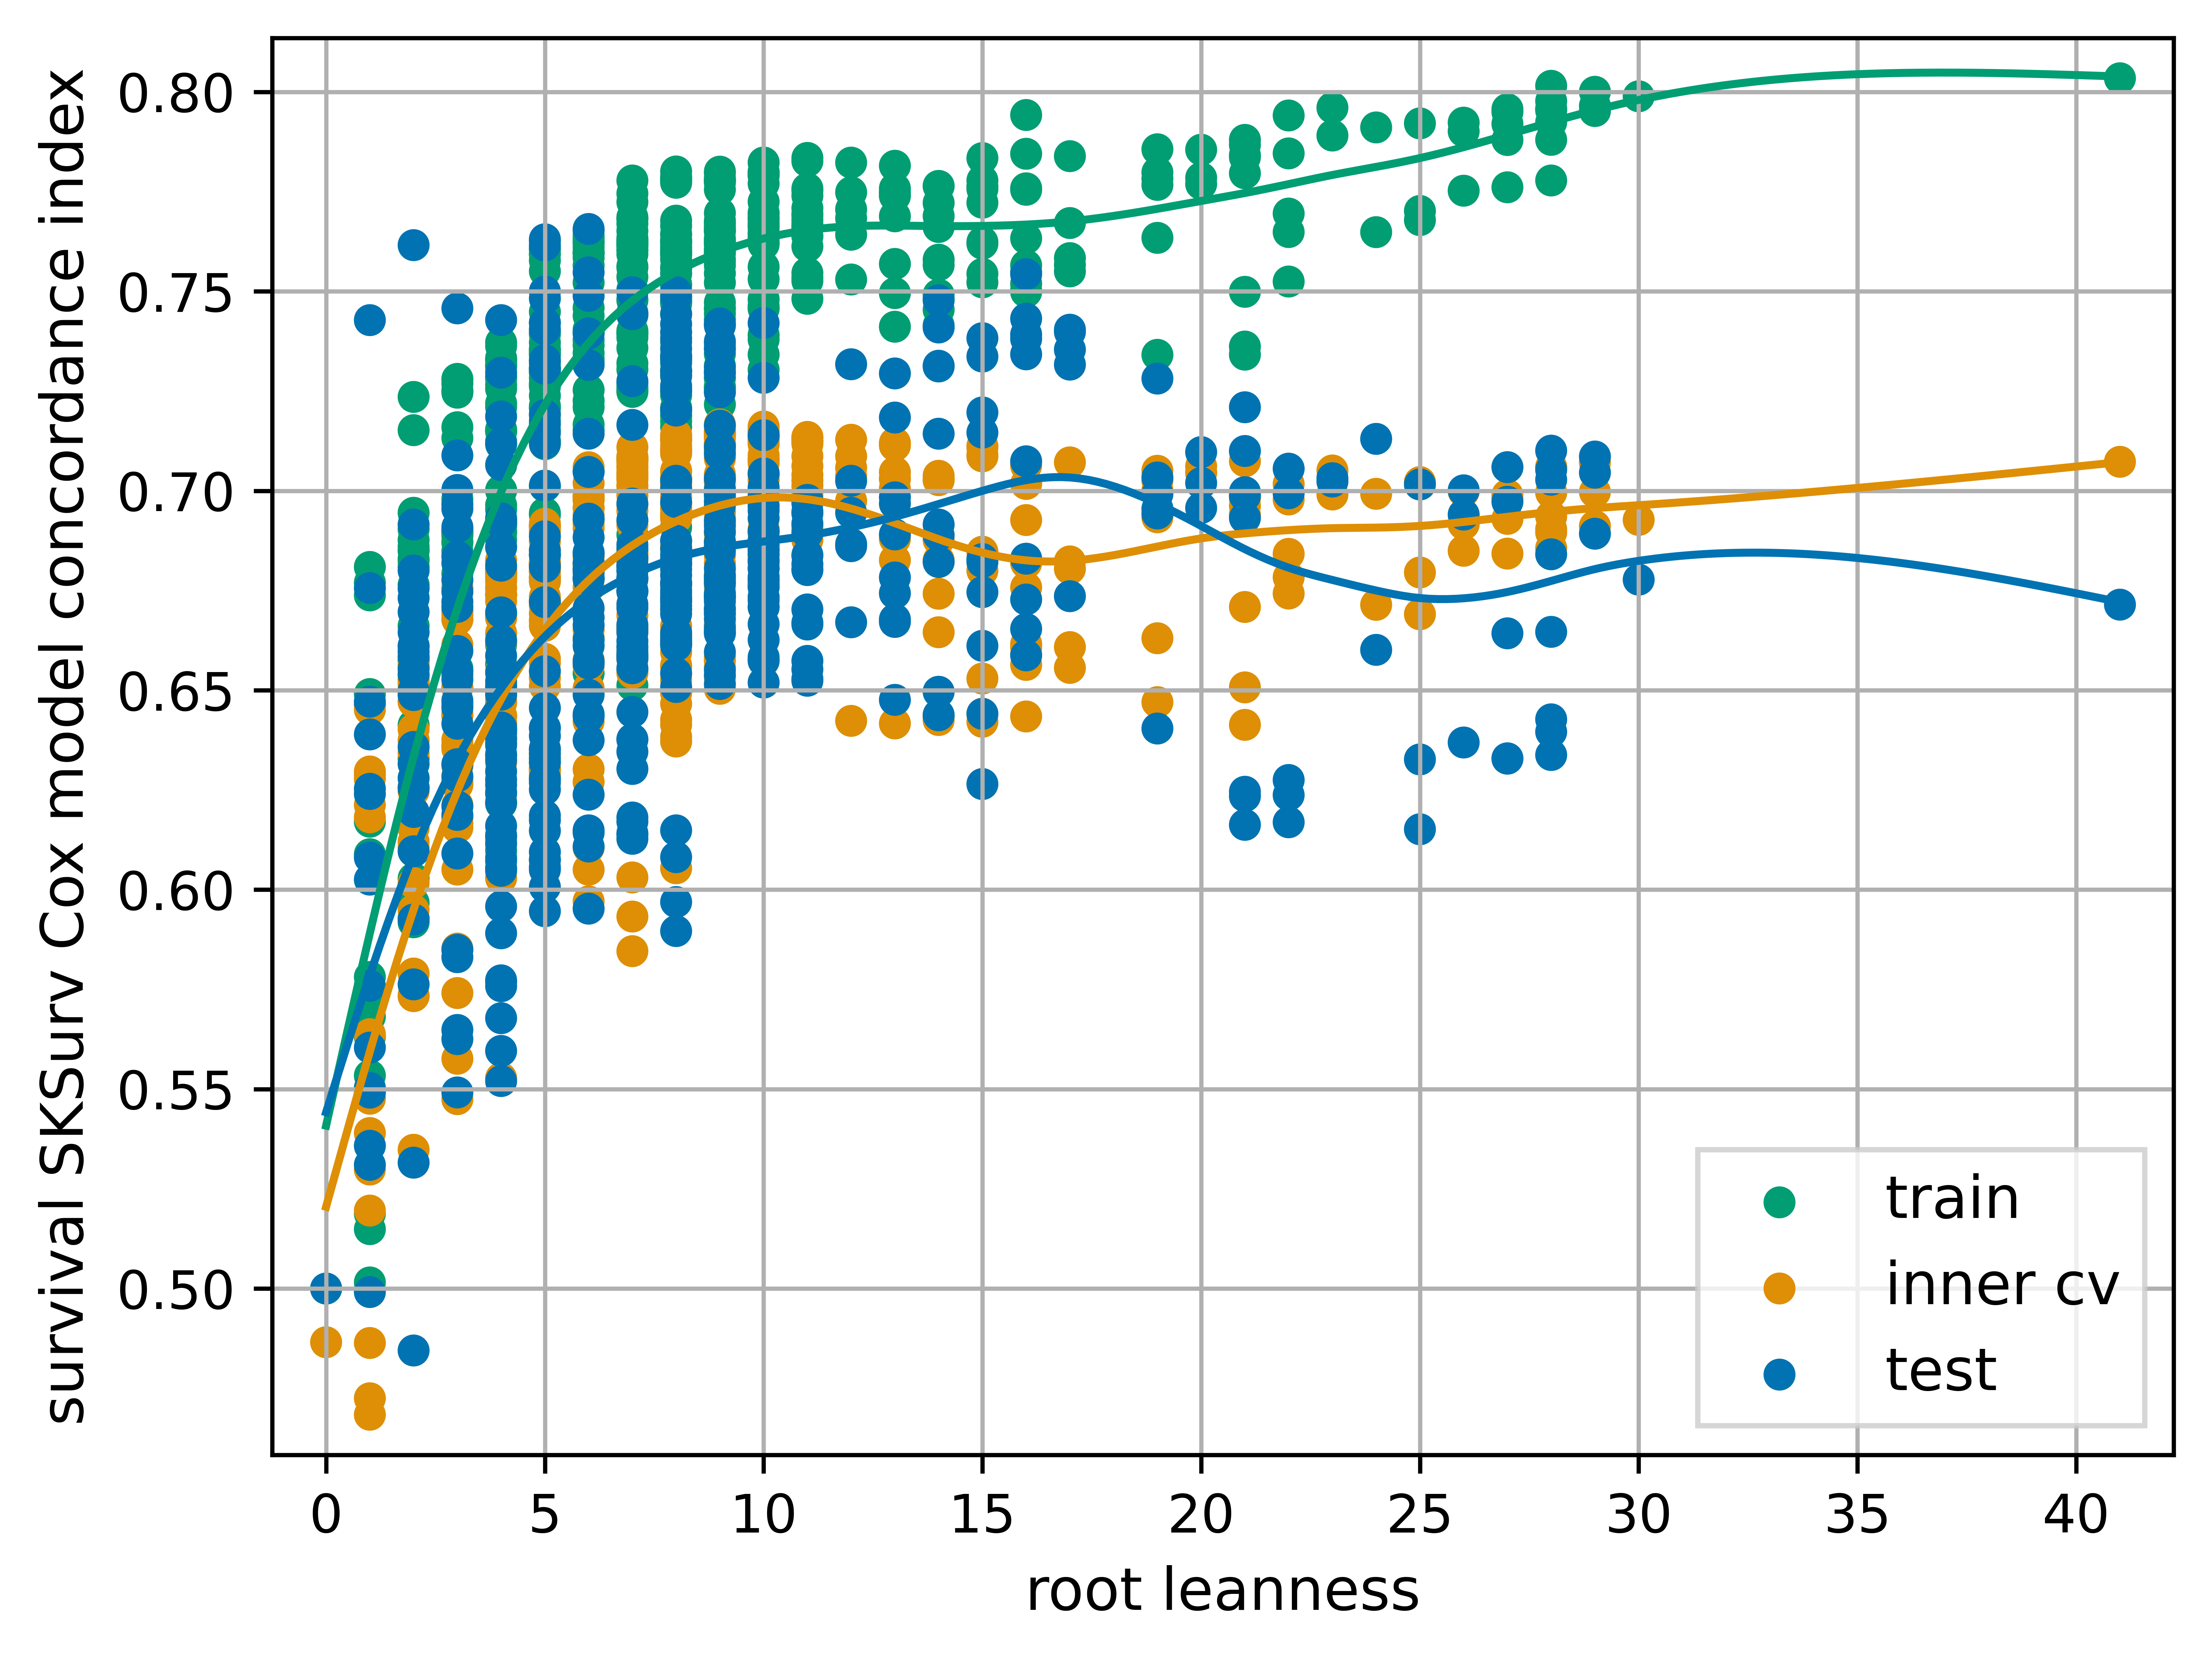 survival SKSurv Cox model concordance index
0.80
0.75
0.70
0.65
0.60
0.55
0.50
train
inner cv
test
0 5 10 15 20 25 30 35 40
root leanness